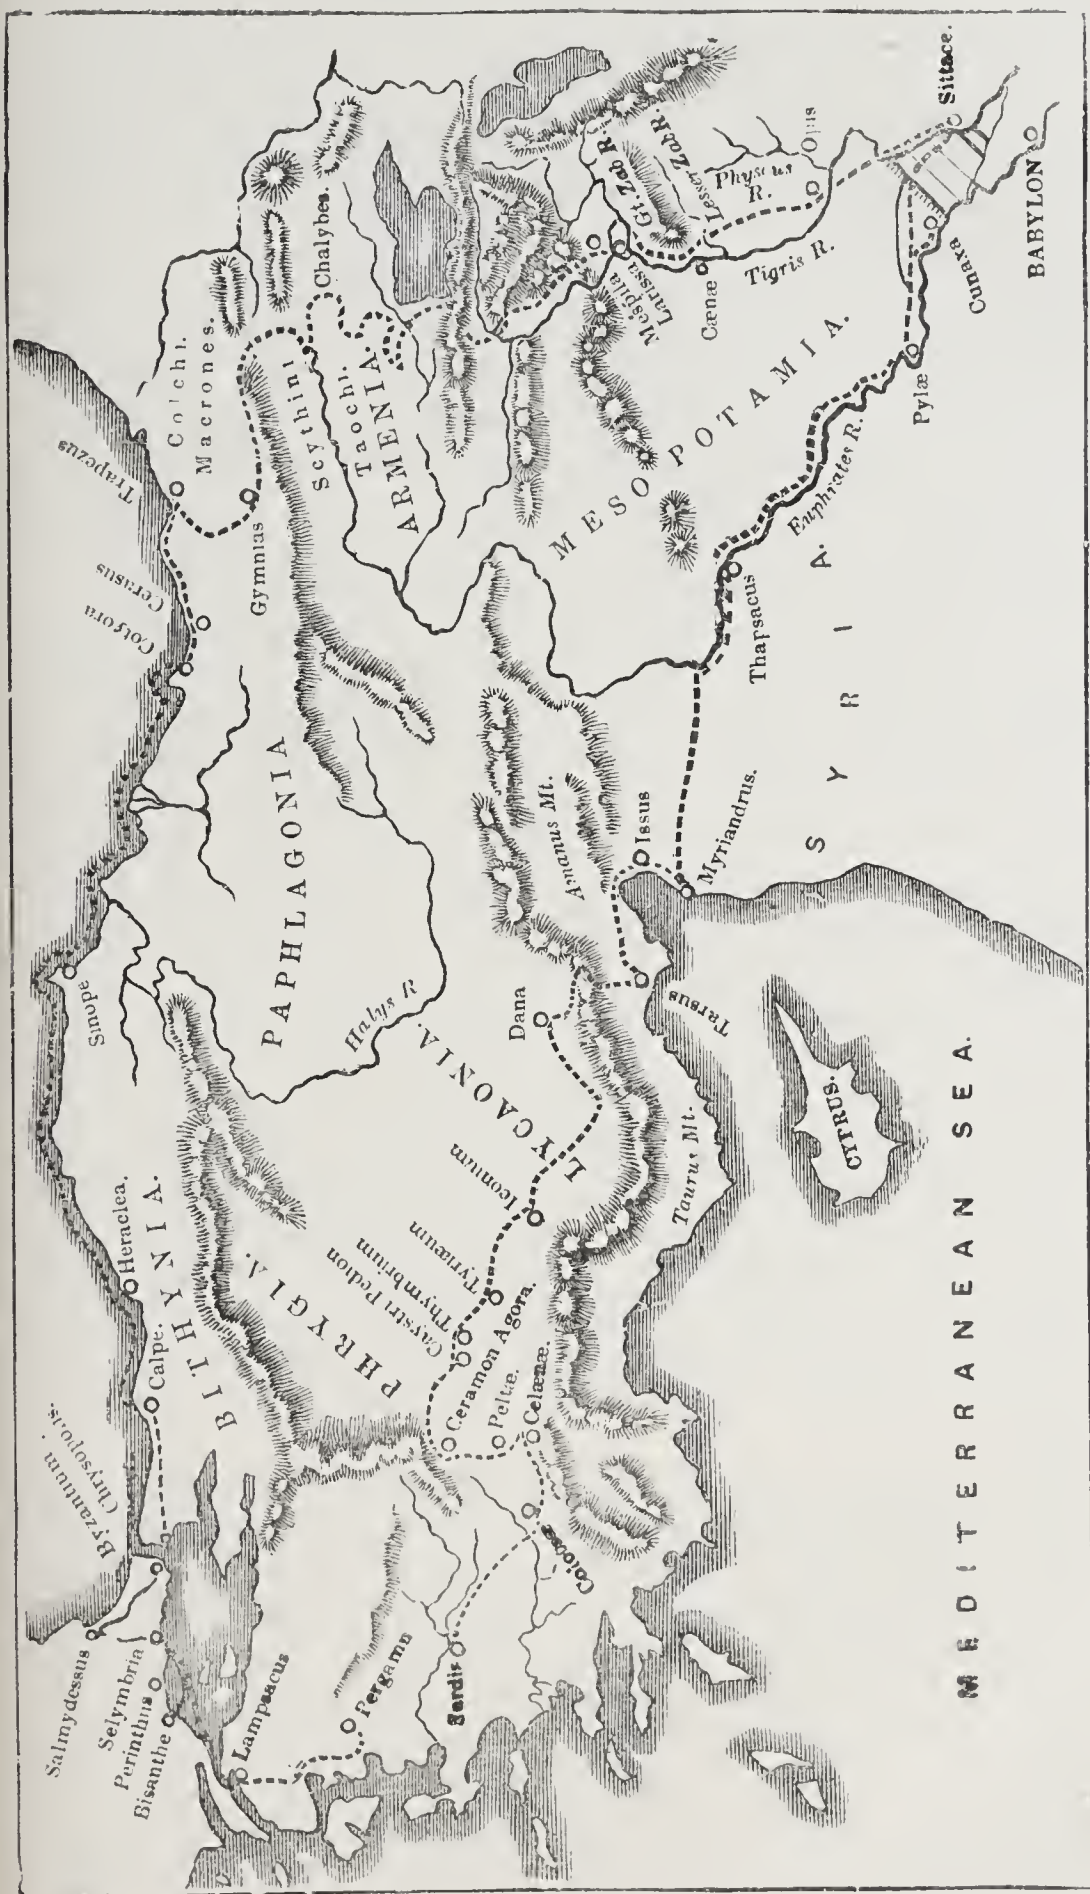 Salmydessus
Selymbria
Perinthus
Bisanthe
Byzantium
Chrysopolis.
Calpe.
Heraclea.
Sinope
Cotyora
Cerasus
Trapezus
Colchi.
Macrones.
Gymnias
Scythini
Chalybes.
Taochi.
ARMENIA.
BITHYNIA.
PHRYGIA.
PAPHLAGONIA
Halys R
LYCAONIA.
Lampsacus
Pergamu
Sardis
Colossæ
Celænæ.
Peltæ.
Ceramon Agora.
Caystri Pedion
Thymbrium
Tyriæum
Iconium
Dana
Tarsus
Taurus Mt.
Amanus Mt.
Issus
Myriandrus.
Thapsacus
Euphrates R.
MESOPOTAMIA.
SYRIA.
Pylæ
Cunaxa
BABYLON
Sittace.
Opis
Physcus
R.
Tigris R.
Lesser Zab R.
Gt. Zab R.
Mespila
Larissa
Cænæ
CYPRUS.
MEDITERRANEAN SEA.